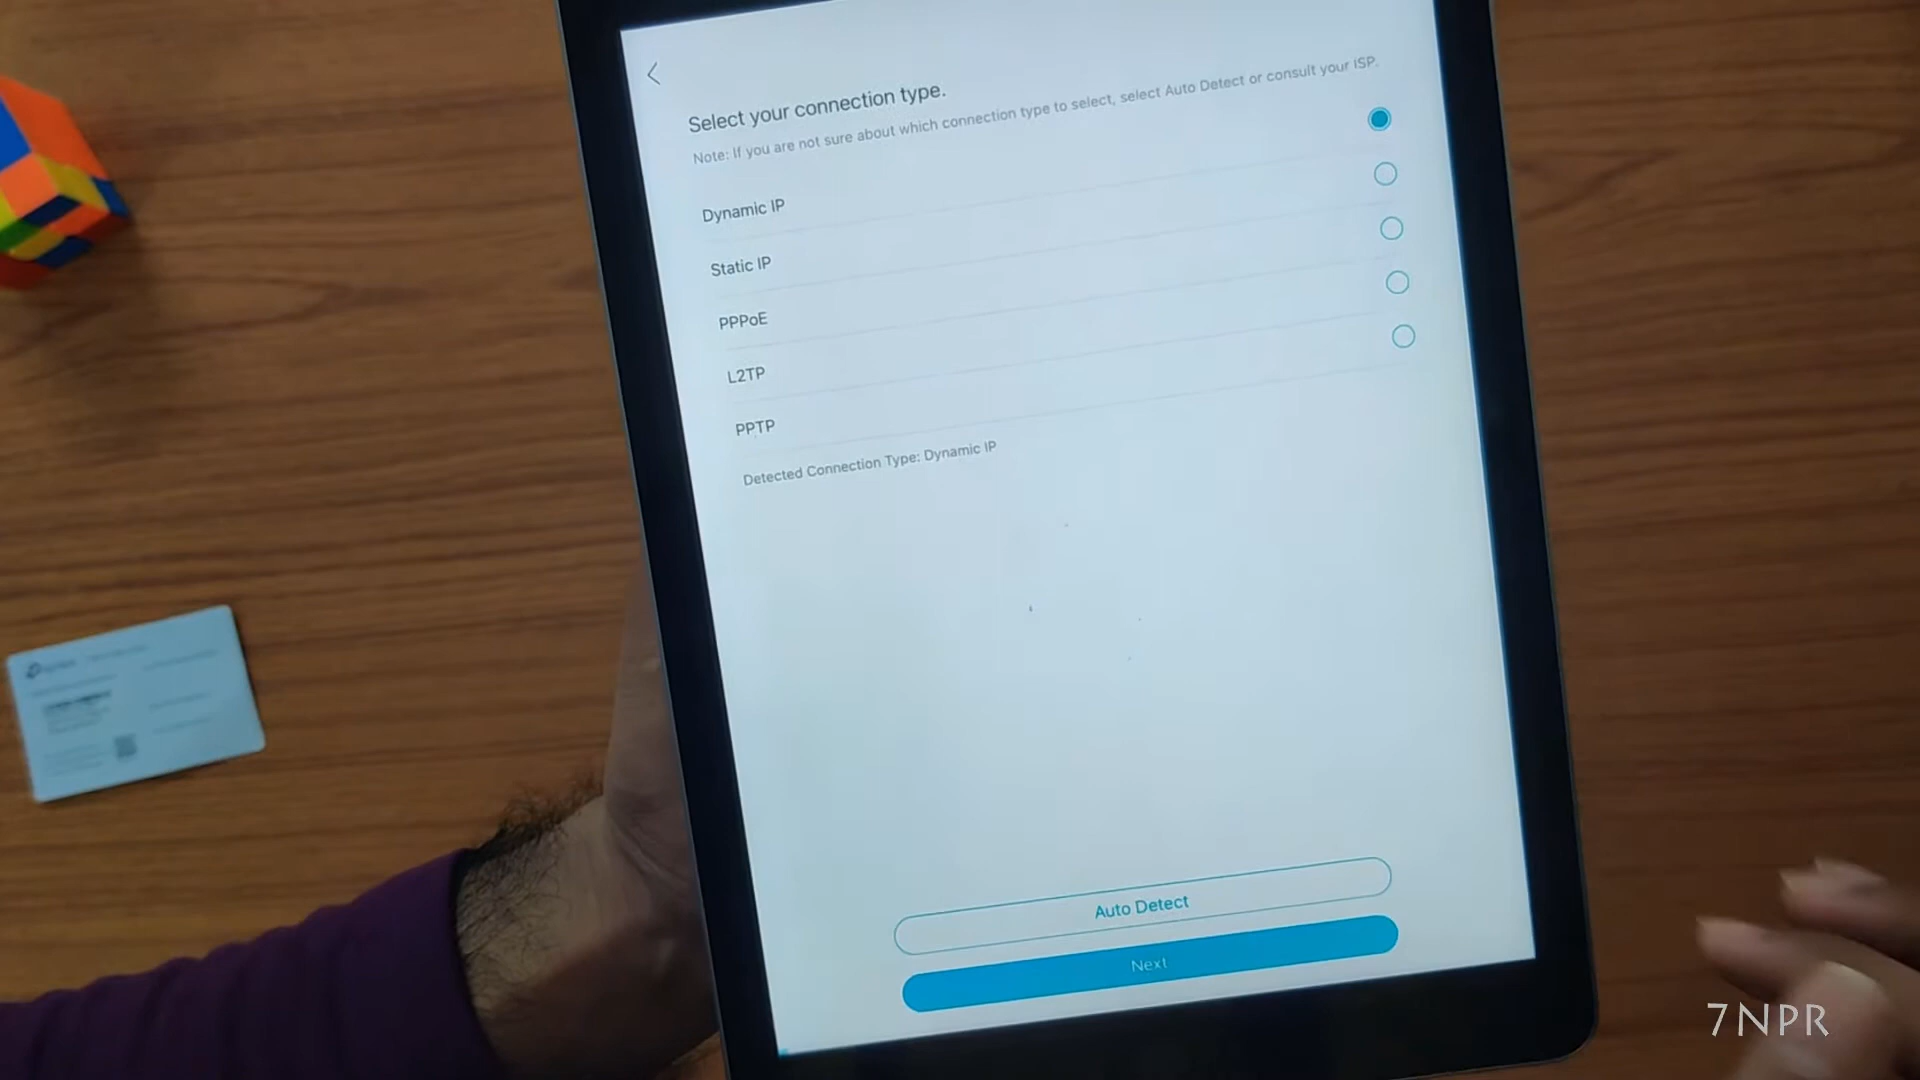 Select your connection type.
Note: If you are not sure about which connection type to select, select Auto Detect or consult your ISP.
Dynamic IP
Static IP
PPPoE
L2TP
PPTP
Detected Connection Type: Dynamic IP
Auto Detect
Next
7NPR